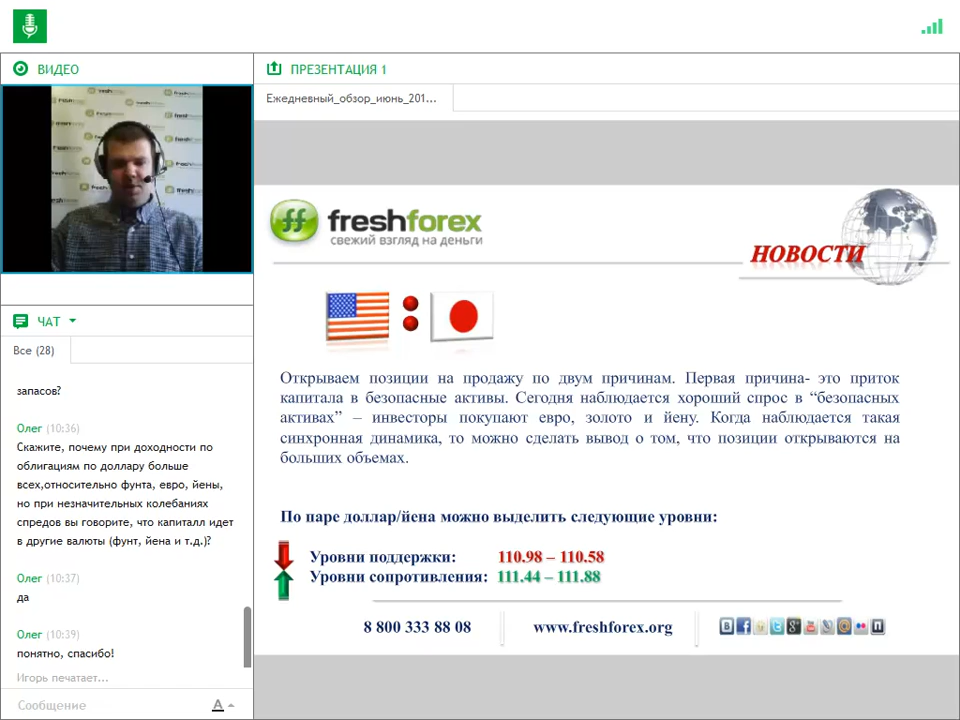 ВИДЕО
ПРЕЗЕНТАЦИЯ 1
Ежедневный_обзор_июнь_201...
freshforex
свежий взгляд на деньги
НОВОСТИ
Открываем позиции на продажу по двум причинам. Первая причина- это приток
капитала в безопасные активы. Сегодня наблюдается хороший спрос в “безопасных
активах” – инвесторы покупают евро, золото и йену. Когда наблюдается такая
синхронная динамика, то можно сделать вывод о том, что позиции открываются на
больших объемах.
По паре доллар/йена можно выделить следующие уровни:
Уровни поддержки: 110.98 – 110.58
Уровни сопротивления: 111.44 – 111.88
8 800 333 88 08
www.freshforex.org
ЧАТ
Все (28)
запасов?
Олег (10:36)
Скажите, почему при доходности по
облигациям по доллару больше
всех,относительно фунта, евро, йены,
но при незначительных колебаниях
спредов вы говорите, что капиталл идет
в другие валюты (фунт, йена и т.д.)?
Олег (10:37)
да
Олег (10:39)
понятно, спасибо!
Игорь печатает...
Сообщение
A